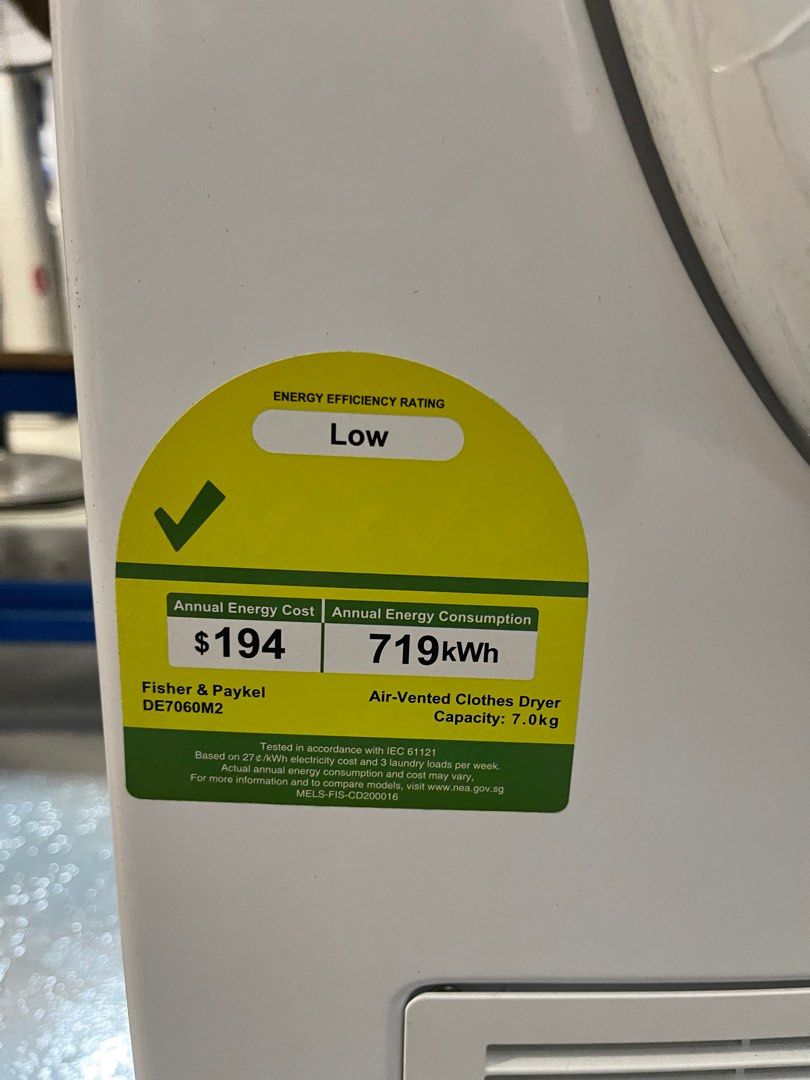 ENERGY EFFICIENCY RATING
Low
Annual Energy Cost
Annual Energy Consumption
$194
719kWh
Fisher & Paykel
DE7060M2
Air-Vented Clothes Dryer
Capacity: 7.0kg
Tested in accordance with IEC 61121
Based on 27¢/kWh electricity cost and 3 laundry loads per week.
Actual annual energy consumption and cost may vary.
For more information and to compare models, visit www.nea.gov.sg
MELS-FIS-CD200016